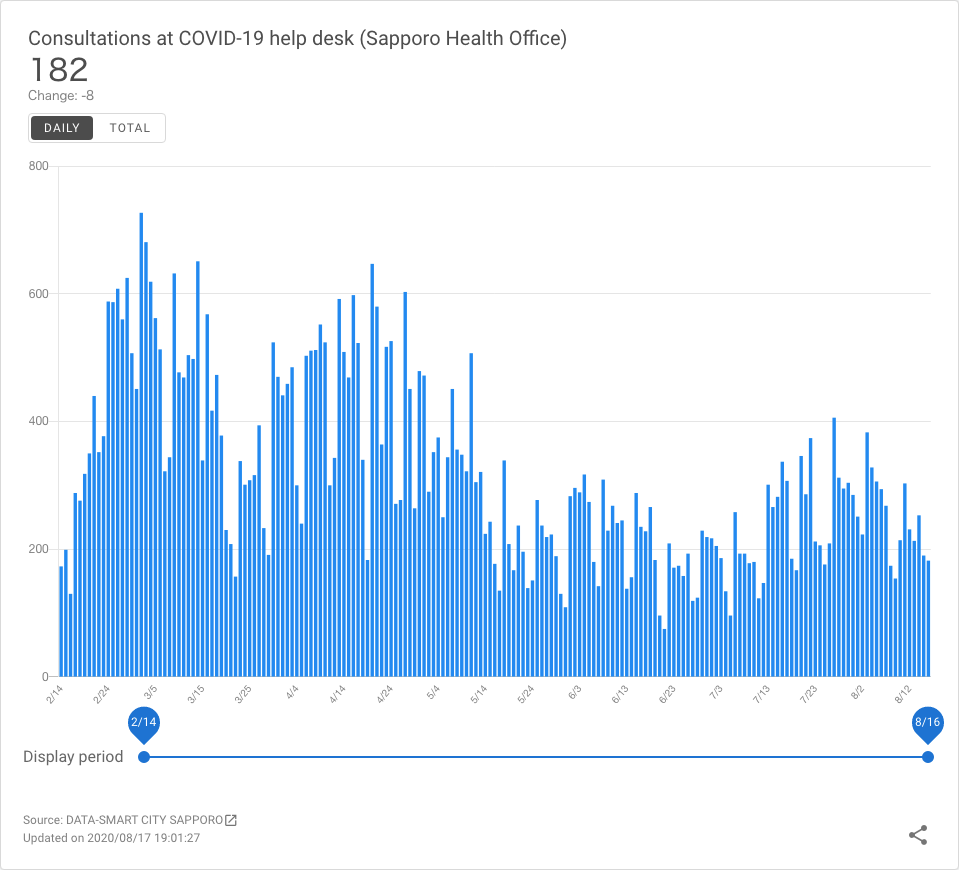 Consultations at COVID-19 help desk (Sapporo Health Office)
182
Change: -8
DAILY TOTAL
800
600
400
200
0
2/14 2/24 3/5 3/15 3/25 4/4 4/14 4/24 5/4 5/14 5/24 6/3 6/13 6/23 7/3 7/13 7/23 8/2 8/12
2/14 8/16
Display period
Source: DATA-SMART CITY SAPPORO
Updated on 2020/08/17 19:01:27